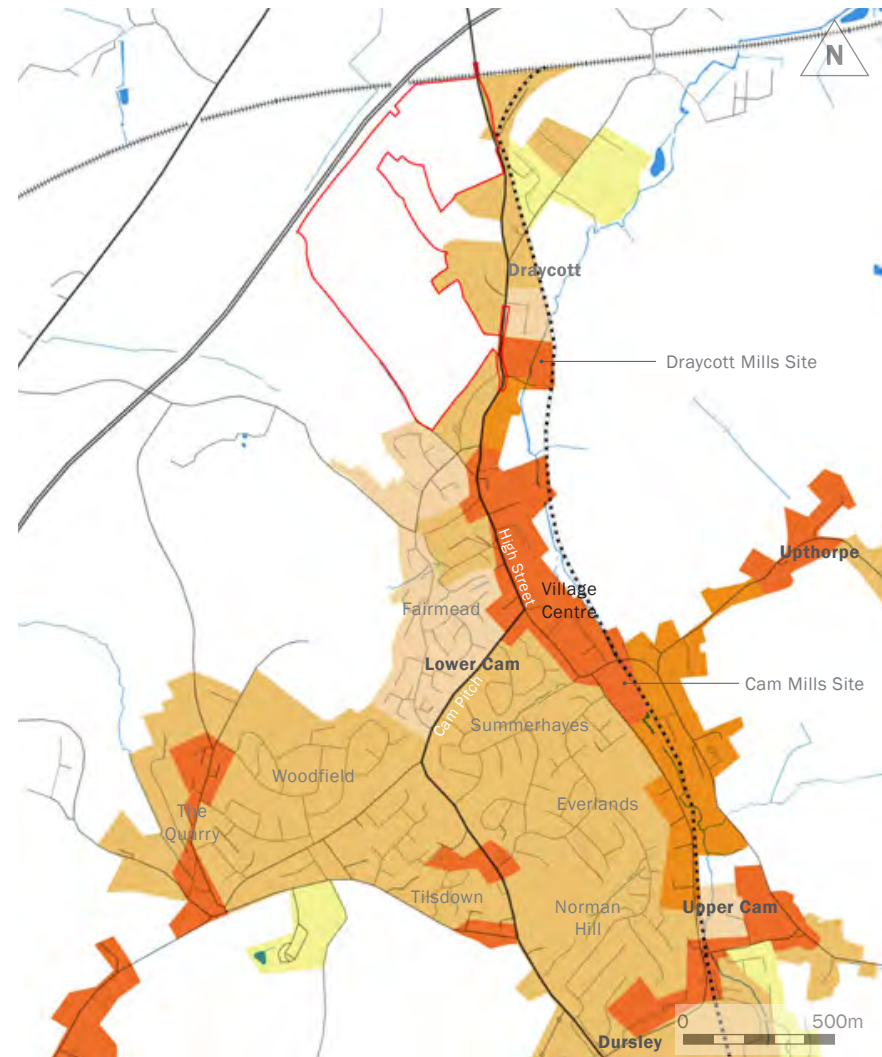 N
Draycott
Draycott Mills Site
High Street
Upthorpe
Village
Centre
Fairmead
Lower Cam
Cam Pitch
Cam Mills Site
Summerhayes
Woodfield
Everlands
The
Quarry
Tilsdown
Norman
Hill
Upper Cam
0
500m
Dursley